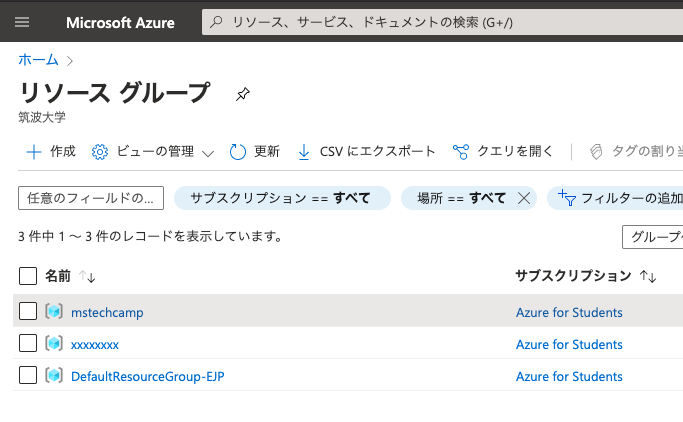 Microsoft Azure
リソース、サービス、ドキュメントの検索 (G+/)
ホーム
リソース グループ
筑波大学
作成 ビューの管理 更新 CSV にエクスポート クエリを開く タグの割り
任意のフィールドの... サブスクリプション == すべて 場所 == すべて フィルターの追加
3 件中 1 ～ 3 件のレコードを表示しています。
グループ
名前 サブスクリプション
mstechcamp Azure for Students
xxxxxxxx Azure for Students
DefaultResourceGroup-EJP Azure for Students